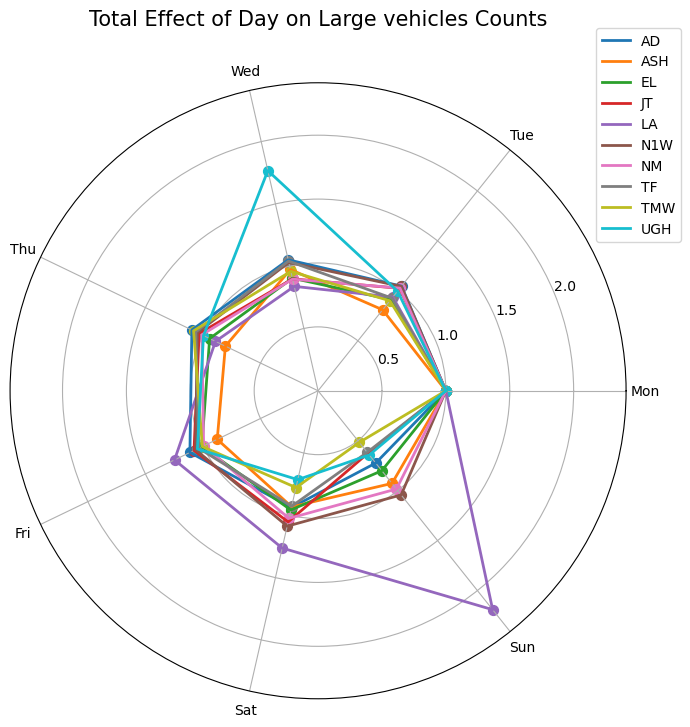 Total Effect of Day on Large vehicles Counts
AD
ASH
EL
JT
LA
N1W
NM
TF
TMW
UGH
Wed
Tue
Thu
2.0
1.5
1.0
0.5
Mon
Fri
Sun
Sat